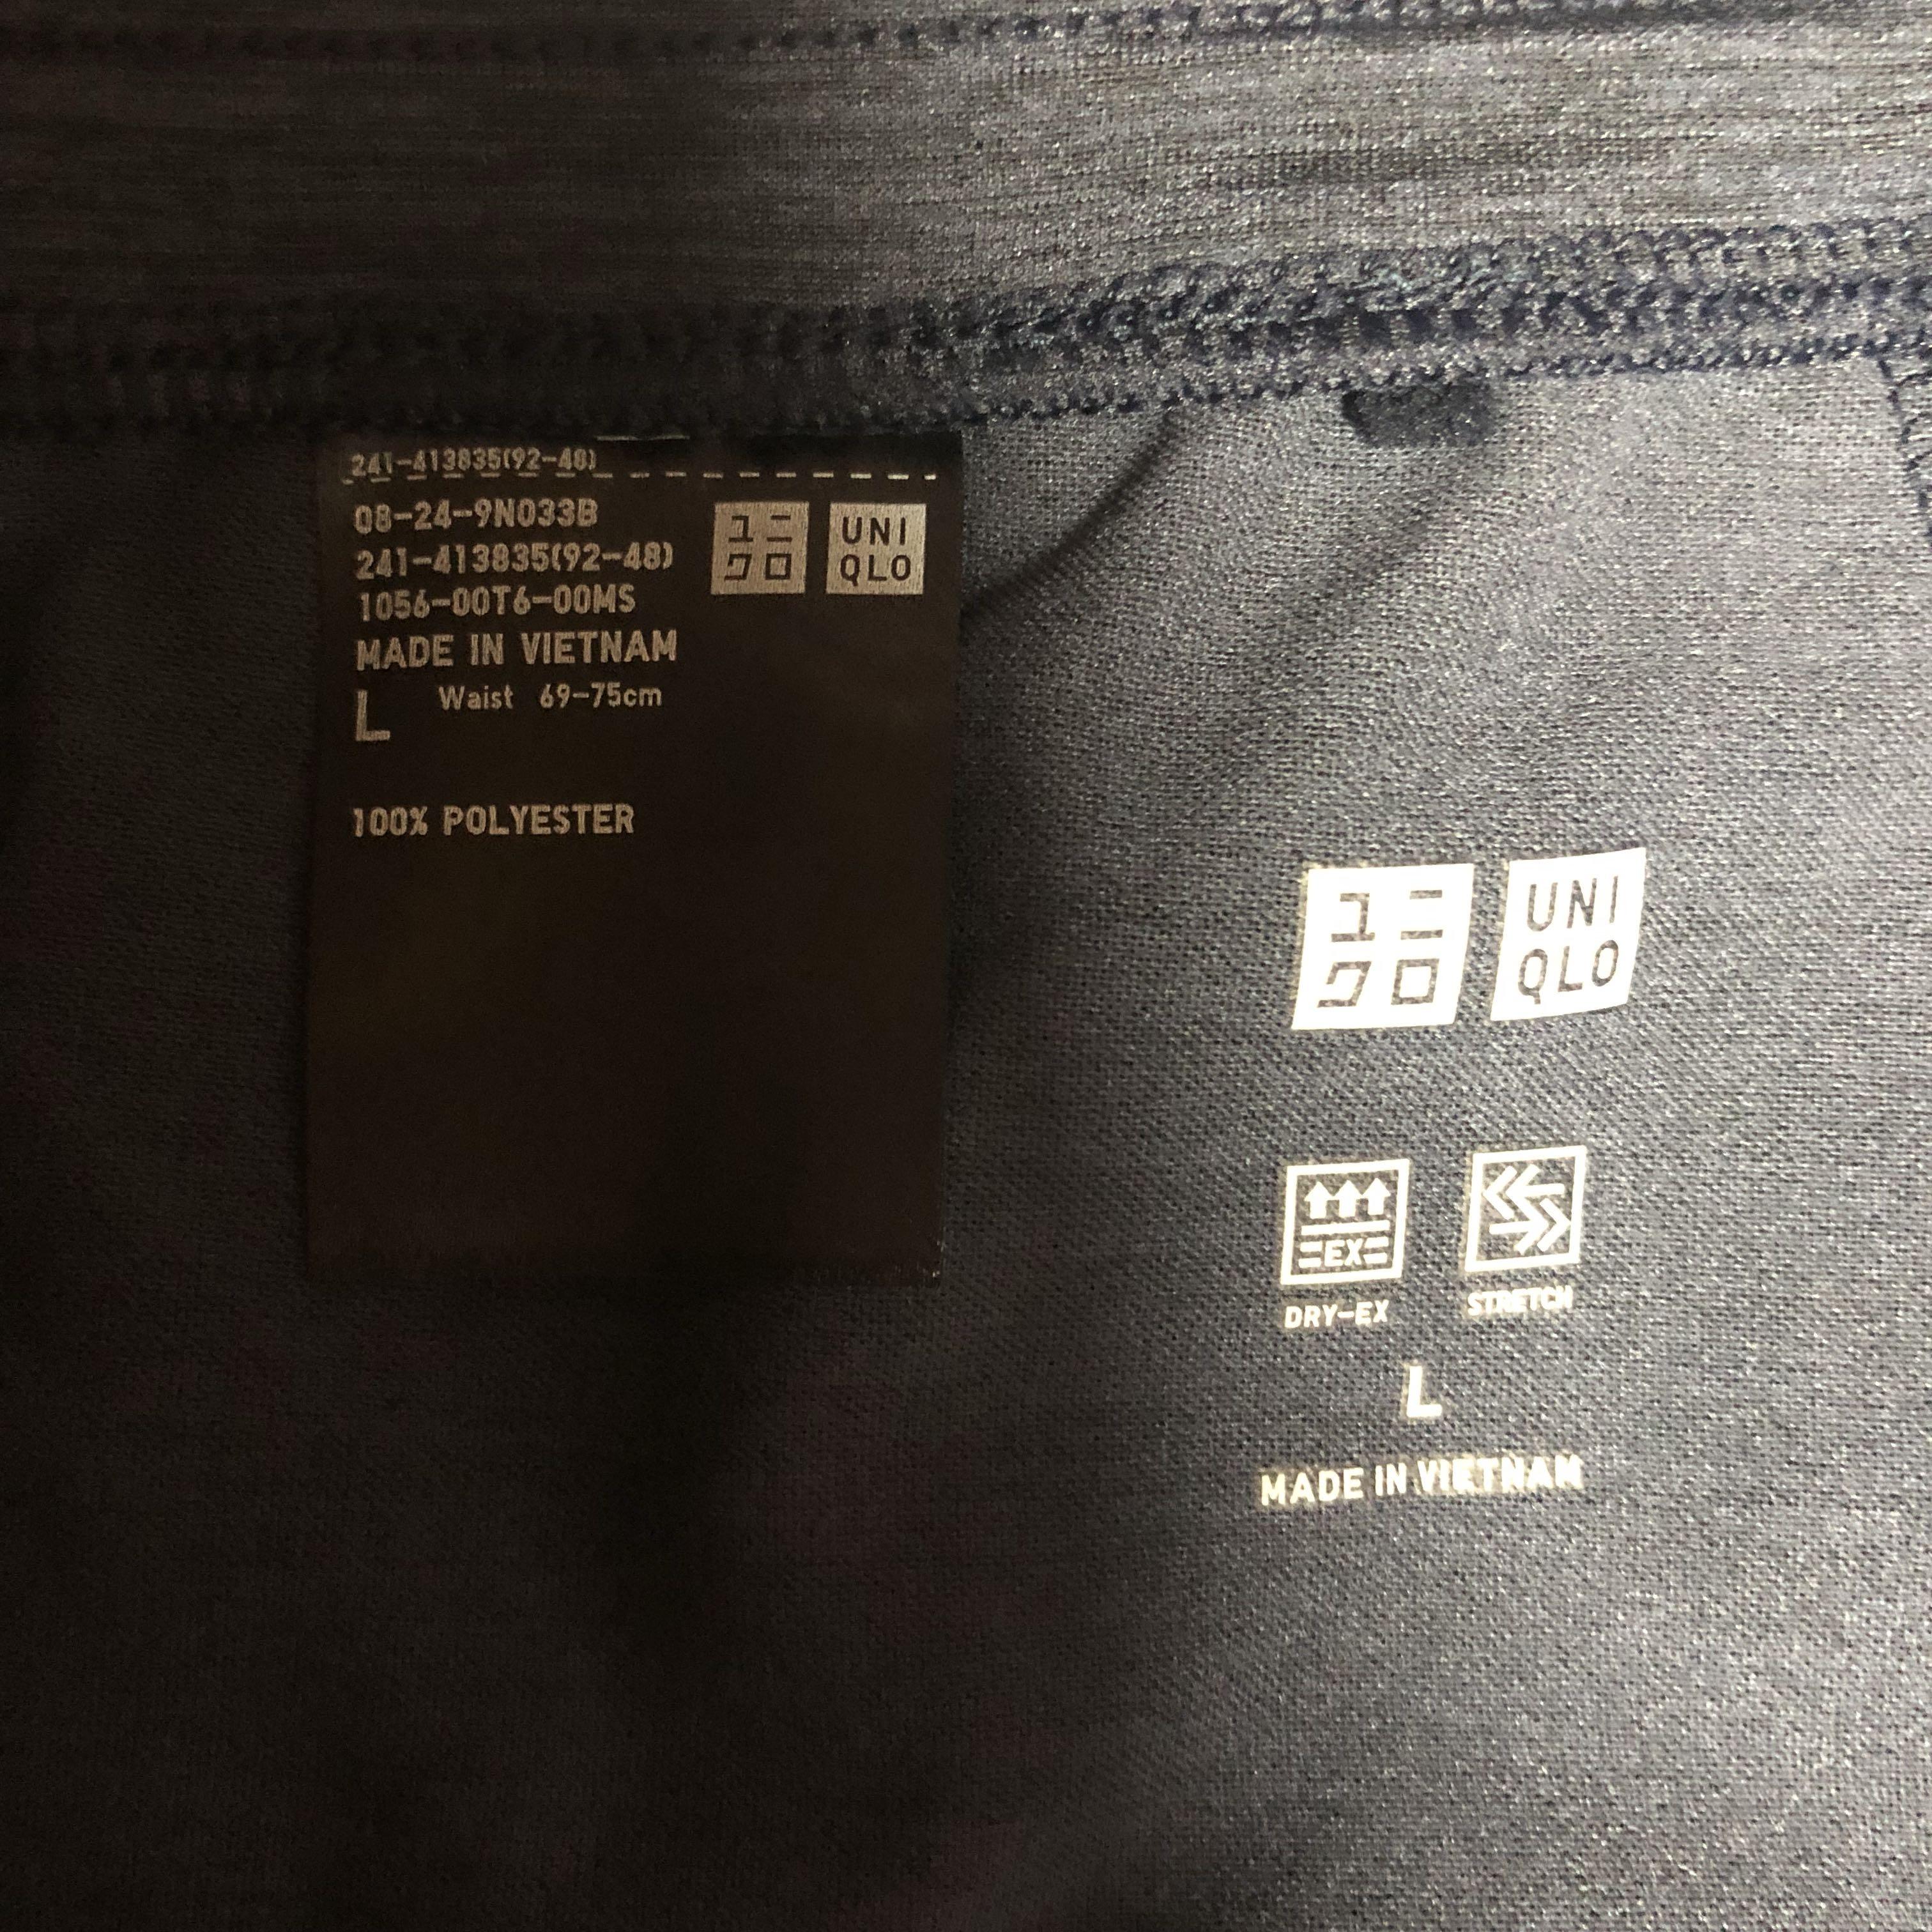 241-413835(92-48)
08-24-9N033B
241-413835(92-48)
1056-00T6-00MS
MADE IN VIETNAM
L Waist 69-75cm
100% POLYESTER
ユニ
クロ
UNI
QLO
ユニ
クロ
UNI
QLO
EX
DRY-EX
STRETCH
L
MADE IN VIETNAM